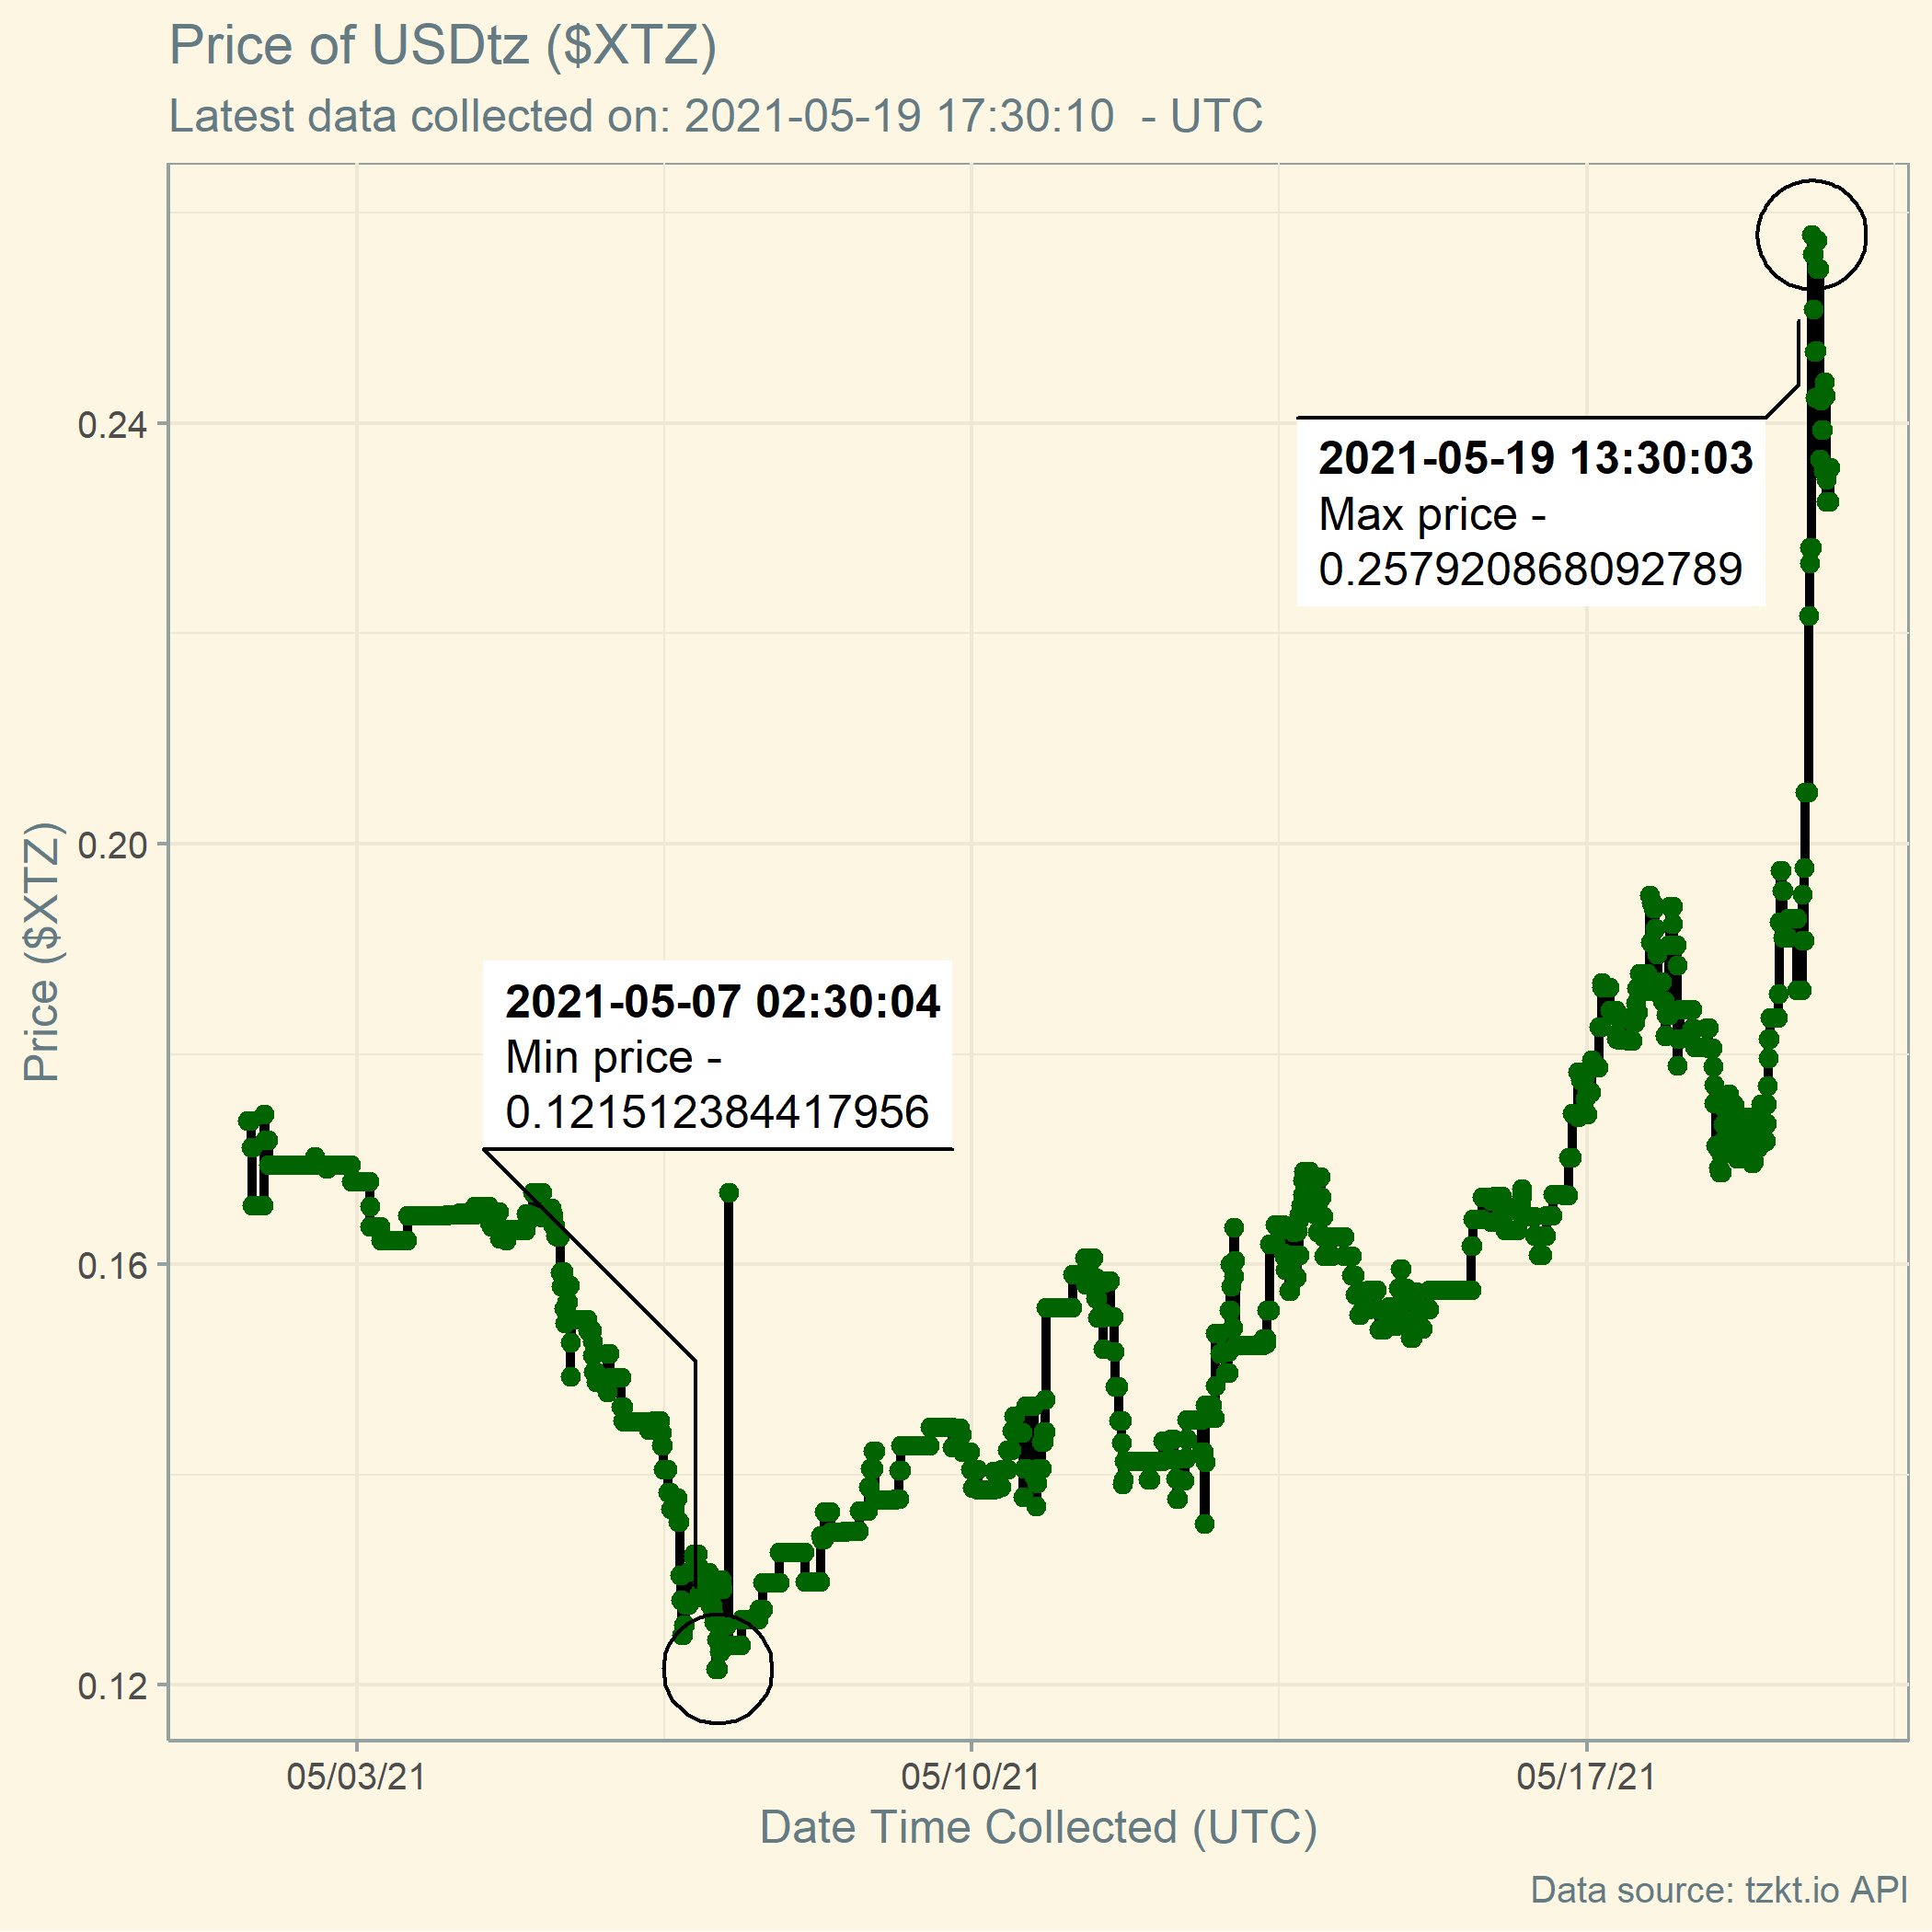 Price of USDtz ($XTZ)
Latest data collected on: 2021-05-19 17:30:10  - UTC
0.24
0.20
0.16
0.12
Price ($XTZ)
2021-05-19 13:30:03
Max price -
0.257920868092789
2021-05-07 02:30:04
Min price -
0.121512384417956
05/03/21
05/10/21
05/17/21
Date Time Collected (UTC)
Data source: tzkt.io API